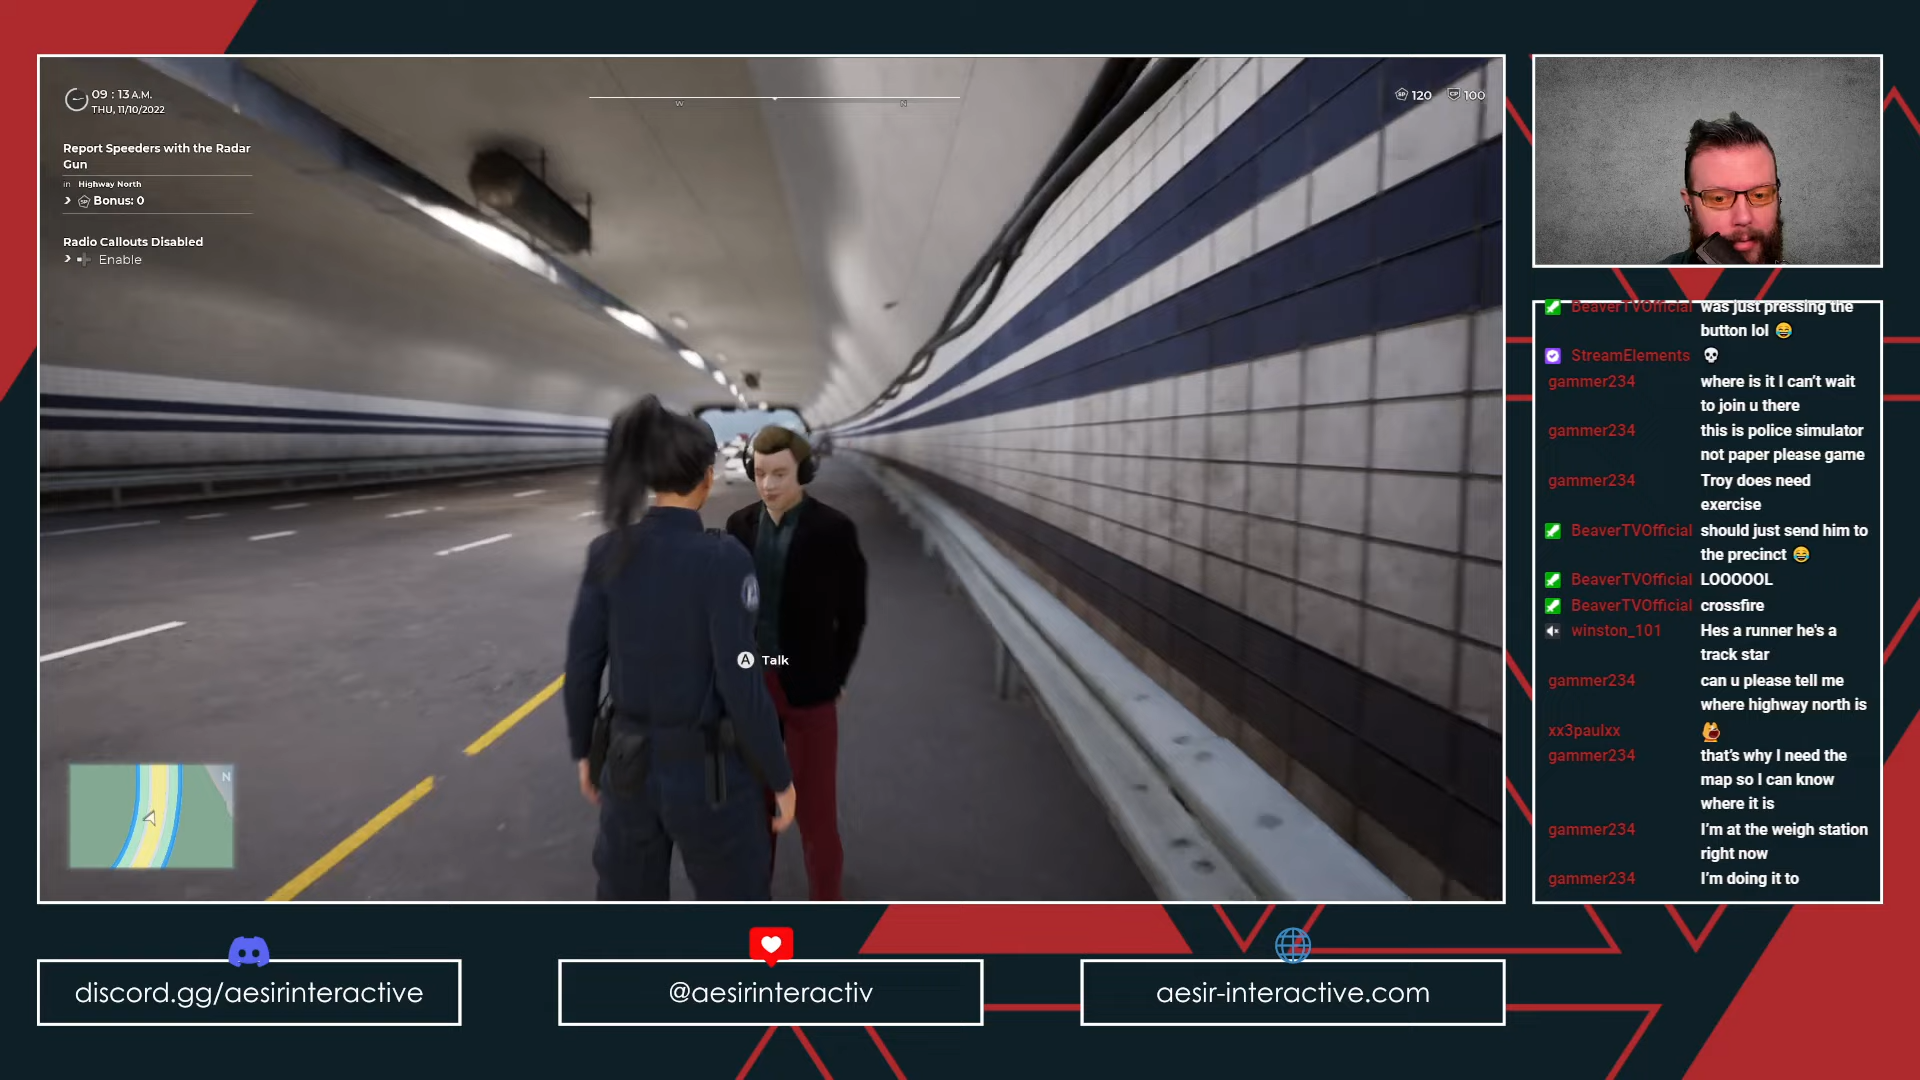 09 : 13 A.M.
THU, 11/10/2022
W
N
120
100
Report Speeders with the Radar
Gun
in Highway North
Bonus: 0
Radio Callouts Disabled
Enable
A Talk
N
BeaverTVOfficial was just pressing the
button lol 😂
StreamElements 💀
gammer234 where is it I can't wait
to join u there
gammer234 this is police simulator
not paper please game
gammer234 Troy does need
exercise
BeaverTVOfficial should just send him to
the precinct 😂
BeaverTVOfficial LOOOOOL
BeaverTVOfficial crossfire
winston_101 Hes a runner he's a
track star
gammer234 can u please tell me
where highway north is
xx3paulxx
gammer234 that's why I need the
map so I can know
where it is
gammer234 I'm at the weigh station
right now
gammer234 I'm doing it to
discord.gg/aesirinteractive
@aesirinteractiv
aesir-interactive.com